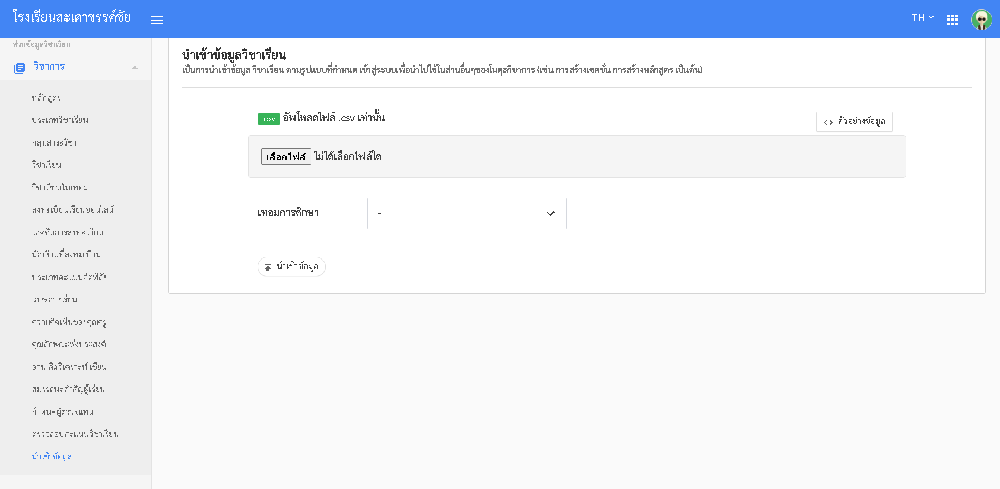 โรงเรียนสะเดาขรรค์ชัย
TH
ส่วนข้อมูลวิชาเรียน
วิชาการ
หลักสูตร
ประเภทวิชาเรียน
กลุ่มสาระวิชา
วิชาเรียน
วิชาเรียนในเทอม
ลงทะเบียนเรียนออนไลน์
เซคชั่นการลงทะเบียน
นักเรียนที่ลงทะเบียน
ประเภทคะแนนจิตพิสัย
เกรดการเรียน
ความคิดเห็นของคุณครู
คุณลักษณะพึงประสงค์
อ่าน คิดวิเคราะห์ เขียน
สมรรถนะสำคัญผู้เรียน
กำหนดผู้ตรวจแทน
ตรวจสอบคะแนนวิชาเรียน
นำเข้าข้อมูล
นำเข้าข้อมูลวิชาเรียน
เป็นการนำเข้าข้อมูล วิชาเรียน ตามรูปแบบที่กำหนด เข้าสู่ระบบเพื่อนำไปใช้ในส่วนอื่นๆของโมดุลวิชาการ (เช่น การสร้างเซคชั่น การสร้างหลักสูตร เป็นต้น)
.csv อัพโหลดไฟล์ .csv เท่านั้น
ตัวอย่างข้อมูล
เลือกไฟล์ ไม่ได้เลือกไฟล์ใด
เทอมการศึกษา -
นำเข้าข้อมูล